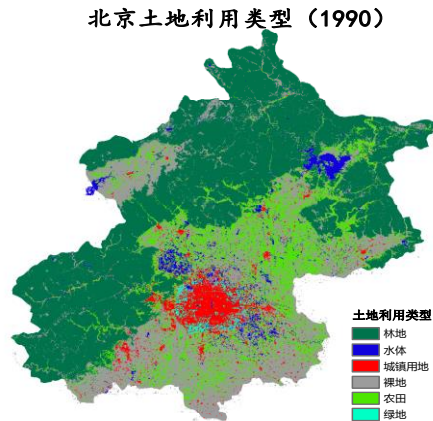 北京土地利用类型（1990）
土地利用类型
林地
水体
城镇用地
裸地
农田
绿地